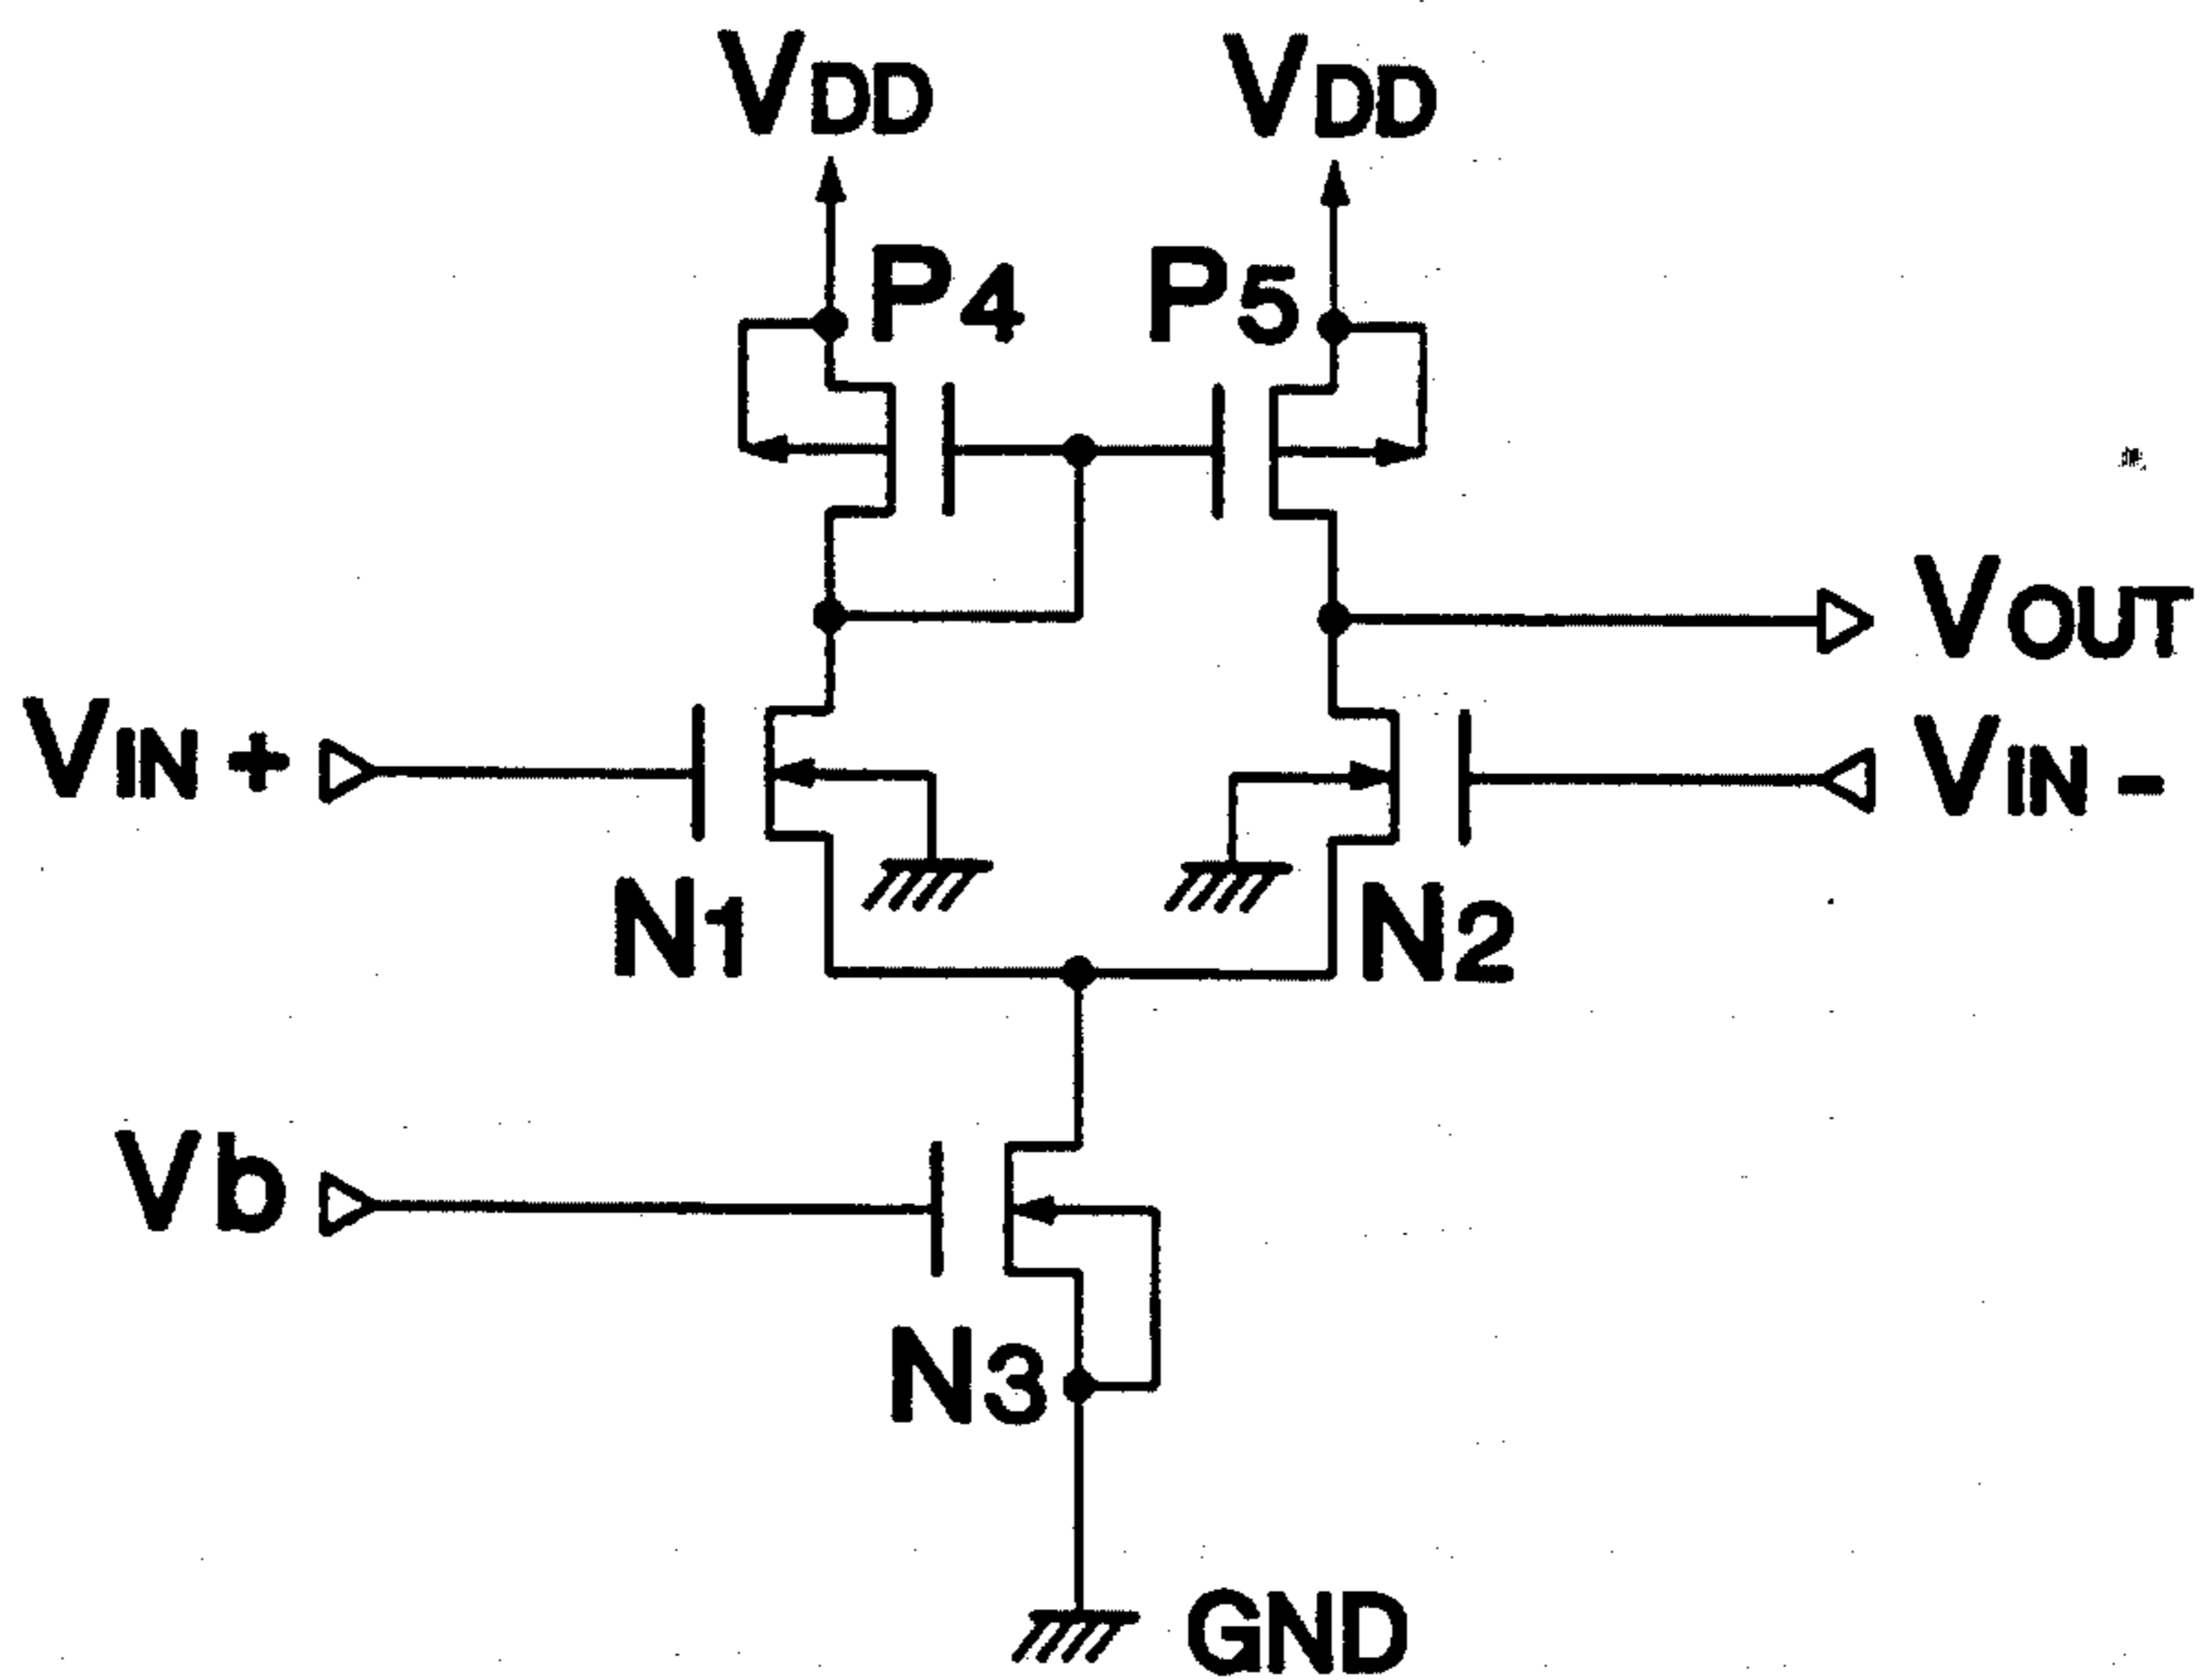 VDD VDD
P4 P5
VOUT
VIN + VIN -
N1 N2
Vb
N3
GND